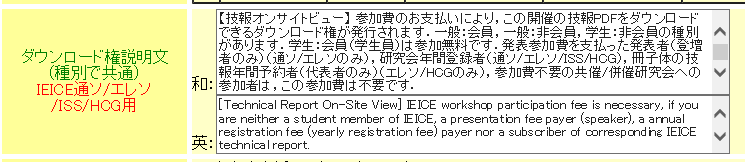 ダウンロード権説明文
(種別で共通)
IEICE通ソ/エレソ
/ISS/HCG用
和:
【技報オンサイトビュー】 参加費のお支払いにより，この開催の技報PDFをダウンロード
できるダウンロード権が発行されます．一般：会員，一般：非会員，学生：非会員の種別
があります．学生：会員（学生員）は参加無料です．発表参加費を支払った発表者（登壇
者のみ）（通ソ/エレソのみ），研究会年間登録者（通ソ/エレソ/ISS/HCG），冊子体の技
報年間予約者（代表者のみ）（エレソ/HCGのみ），参加費不要の共催/併催研究会への
参加者は，この参加費は不要です．
英:
[Technical Report On-Site View] IEICE workshop participation fee is necessary, if you
are neither a student member of IEICE, a presentation fee payer (speaker), a annual
registration fee (yearly registration fee) payer nor a subscriber of corresponding IEICE
technical report.